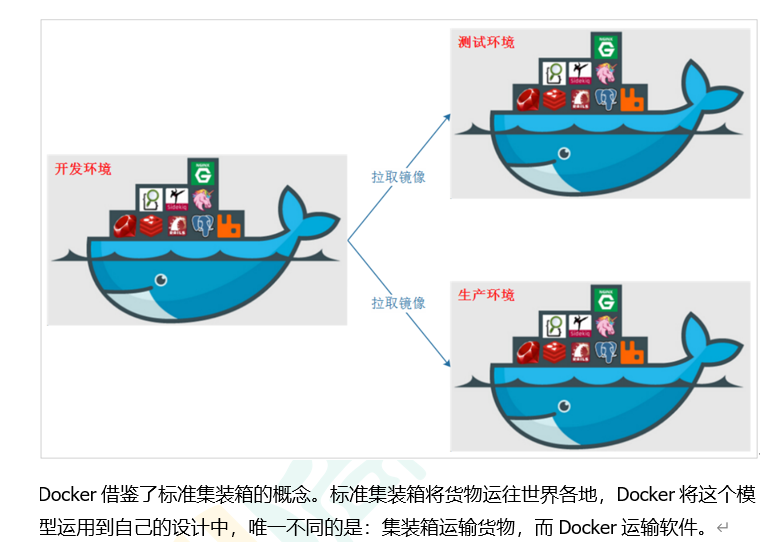 测试环境
开发环境
拉取镜像
拉取镜像
生产环境
Docker 借鉴了标准集装箱的概念。标准集装箱将货物运往世界各地，Docker 将这个模
型运用到自己的设计中，唯一不同的是：集装箱运输货物，而 Docker 运输软件。